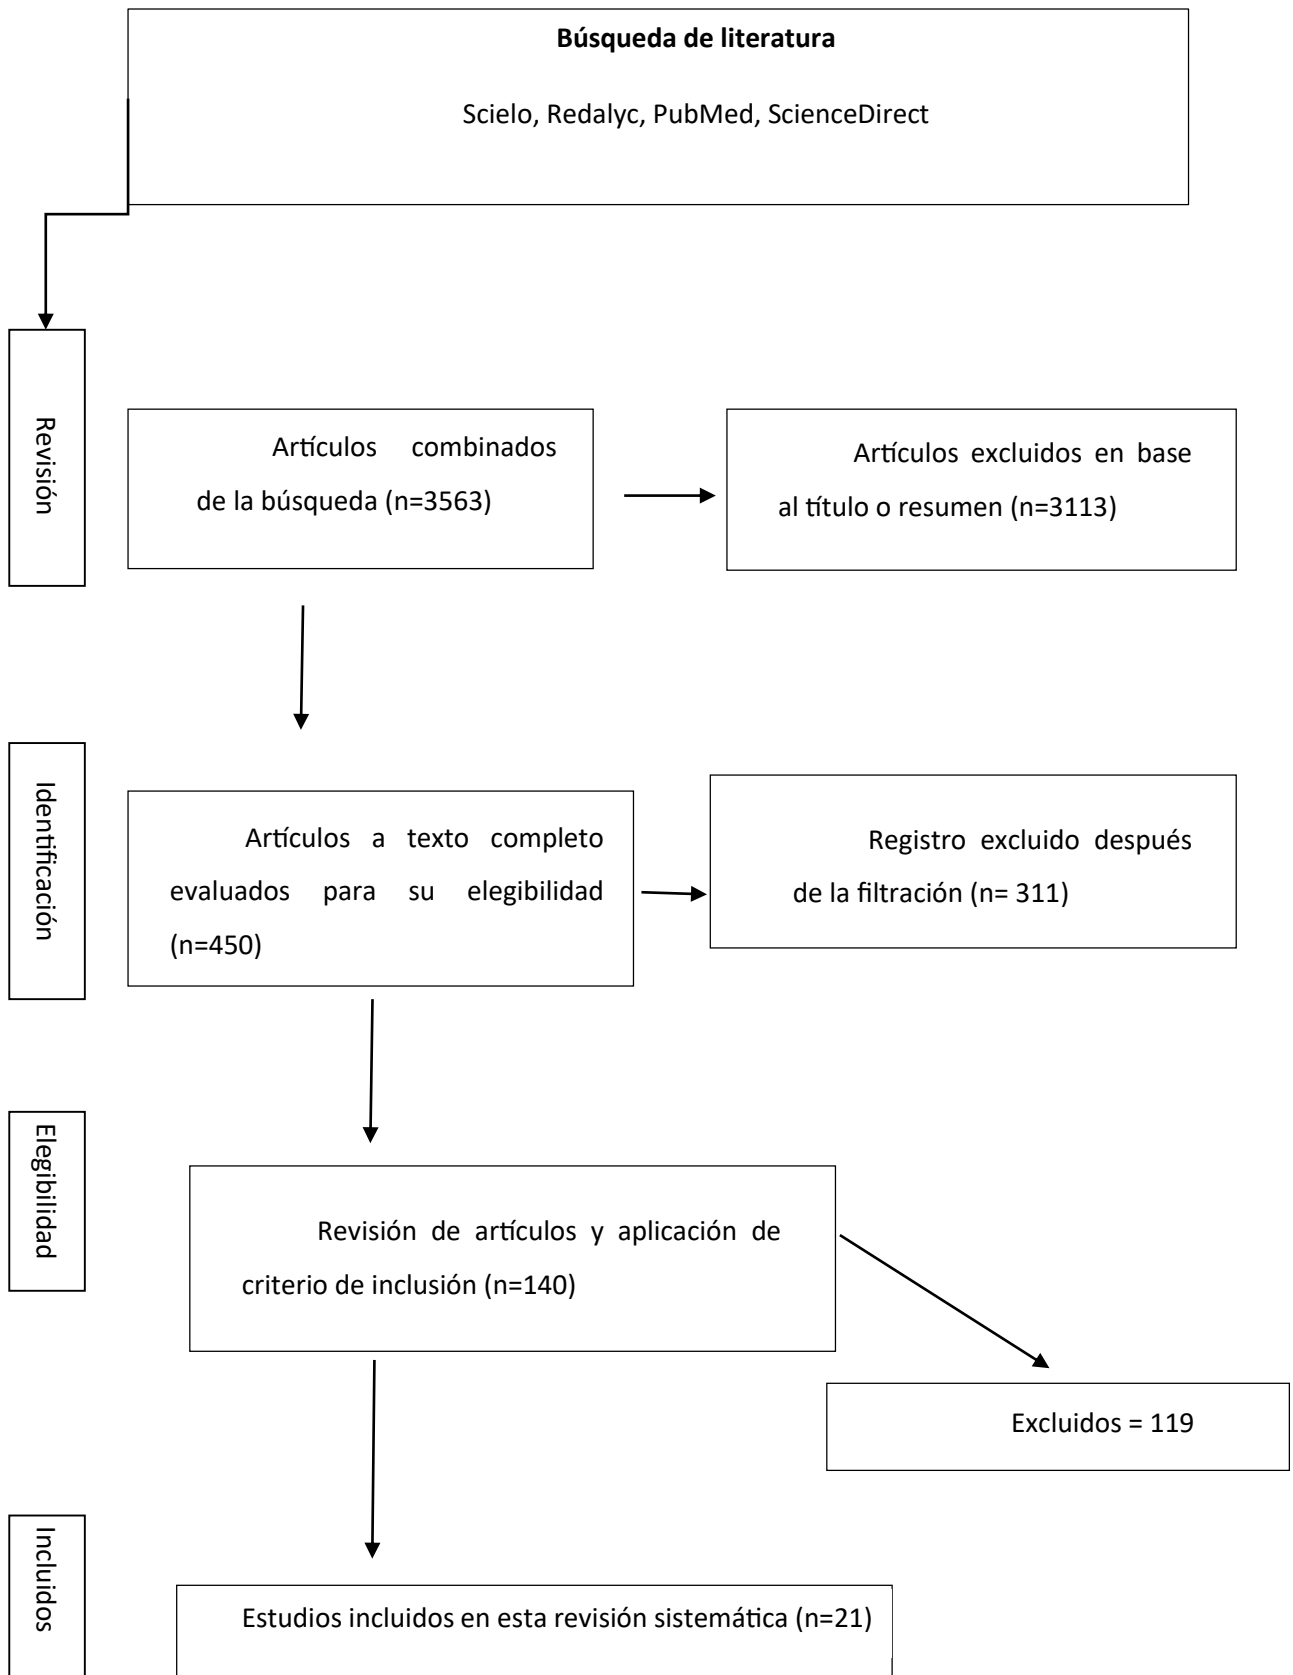 Búsqueda de literatura
Scielo, Redalyc, PubMed, ScienceDirect
Revisión
Artículos combinados
de la búsqueda (n=3563)
Artículos excluidos en base
al título o resumen (n=3113)
Identificación
Artículos a texto completo
evaluados para su elegibilidad
(n=450)
Registro excluido después
de la filtración (n= 311)
Elegibilidad
Revisión de artículos y aplicación de
criterio de inclusión (n=140)
Excluidos = 119
Incluidos
Estudios incluidos en esta revisión sistemática (n=21)